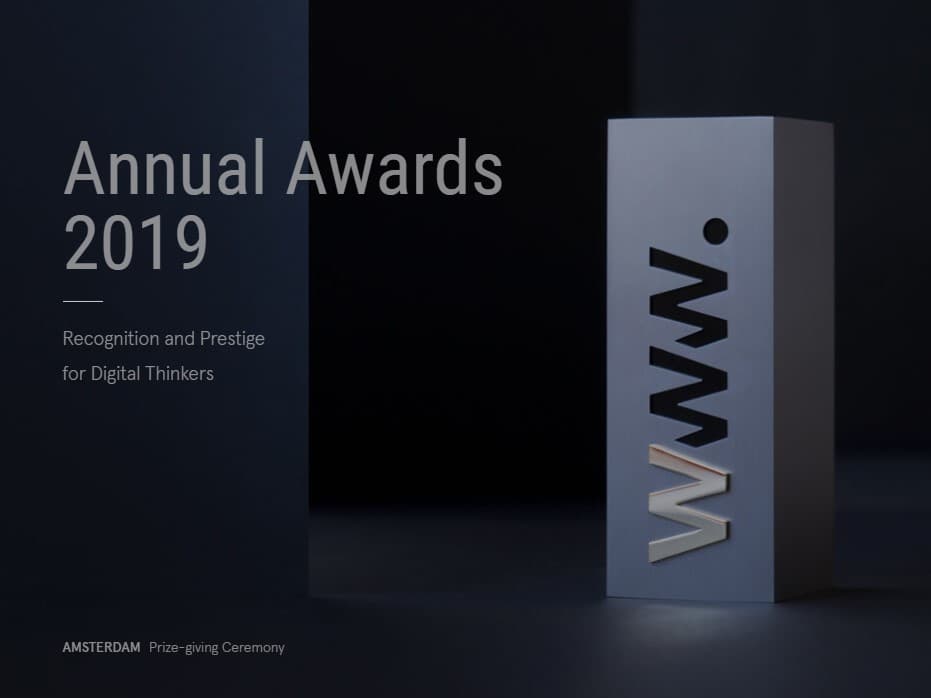 Annual Awards
2019
Recognition and Prestige
for Digital Thinkers
www.
AMSTERDAM Prize-giving Ceremony